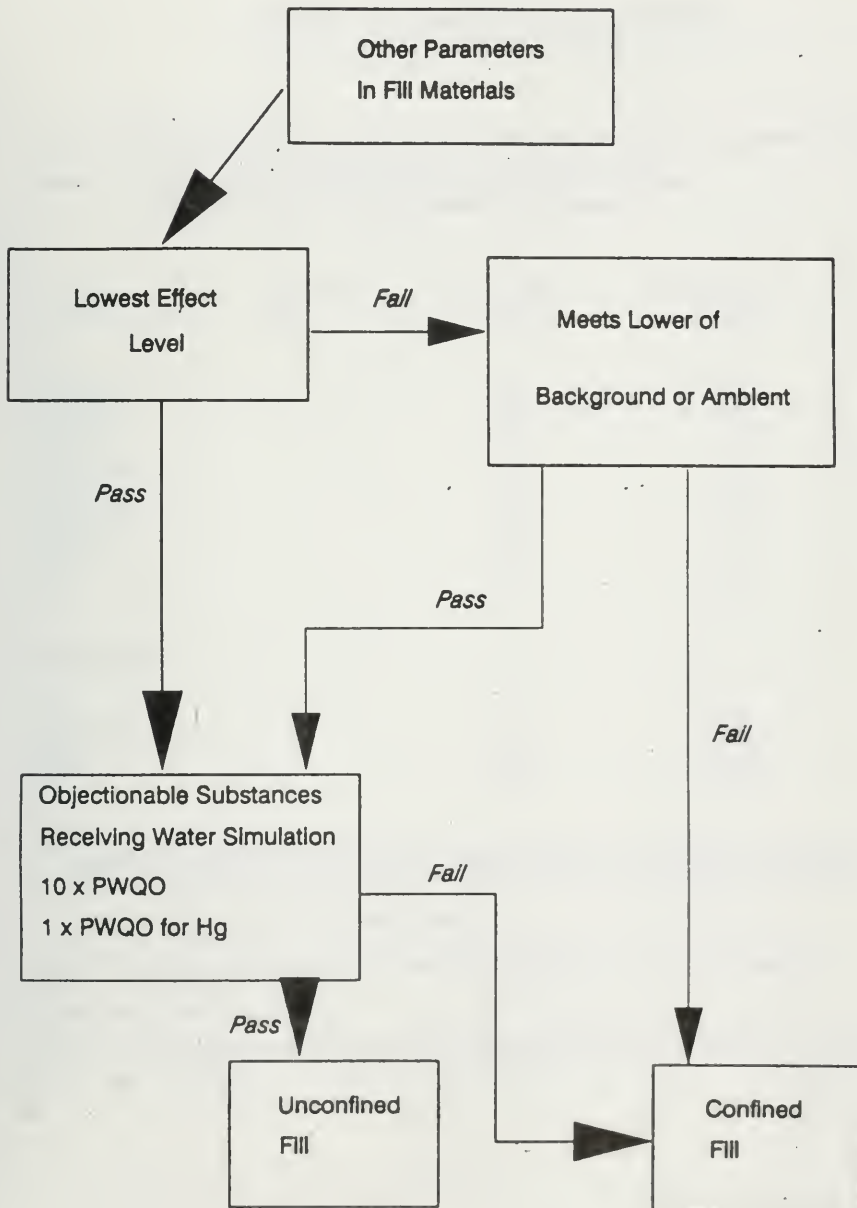 Other Parameters
In Fill Materials
Lowest Effect
Level
Fail
Meets Lower of
Background or Ambient
Pass
Pass
Fail
Objectionable Substances
Receiving Water Simulation
10 x PWQO
1 x PWQO for Hg
Fail
Pass
Unconfined
Fill
Confined
Fill